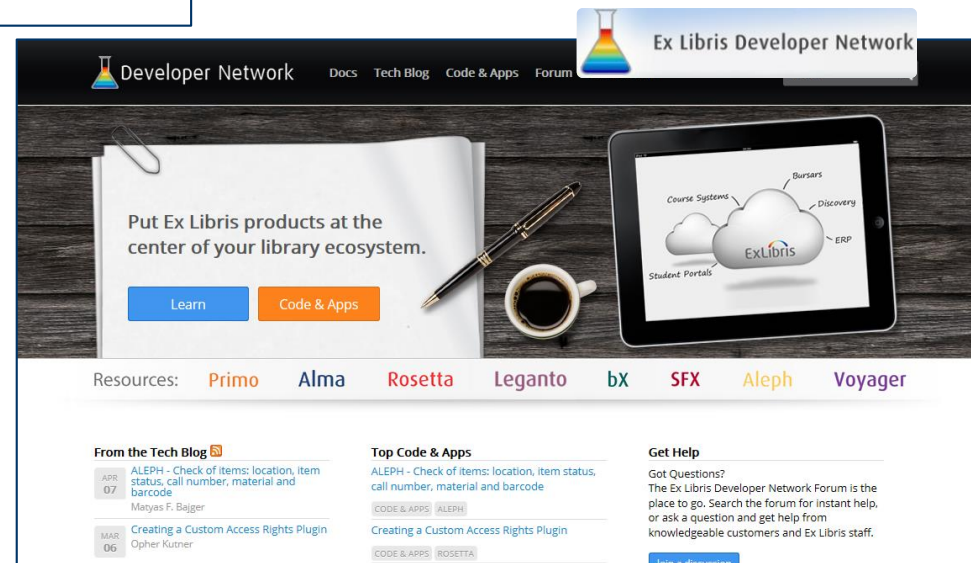 Ex Libris Developer Network
Developer Network
Docs Tech Blog Code & Apps Forum
Put Ex Libris products at the
center of your library ecosystem.
Learn
Code & Apps
Bursars
Course Systems
Discovery
ExLibris
ERP
Student Portals
Resources: Primo Alma Rosetta Leganto bX SFX Aleph Voyager
From the Tech Blog
APR
07
ALEPH - Check of items: location, item
status, call number, material and
barcode
Matyas F. Bajger
MAR
06
Creating a Custom Access Rights Plugin
Opher Kutner
Top Code & Apps
ALEPH - Check of items: location, item status,
call number, material and barcode
CODE & APPS ALEPH
Creating a Custom Access Rights Plugin
CODE & APPS ROSETTA
Get Help
Got Questions?
The Ex Libris Developer Network Forum is the
place to go. Search the forum for instant help,
or ask a question and get help from
knowledgeable customers and Ex Libris staff.
Join a discussion